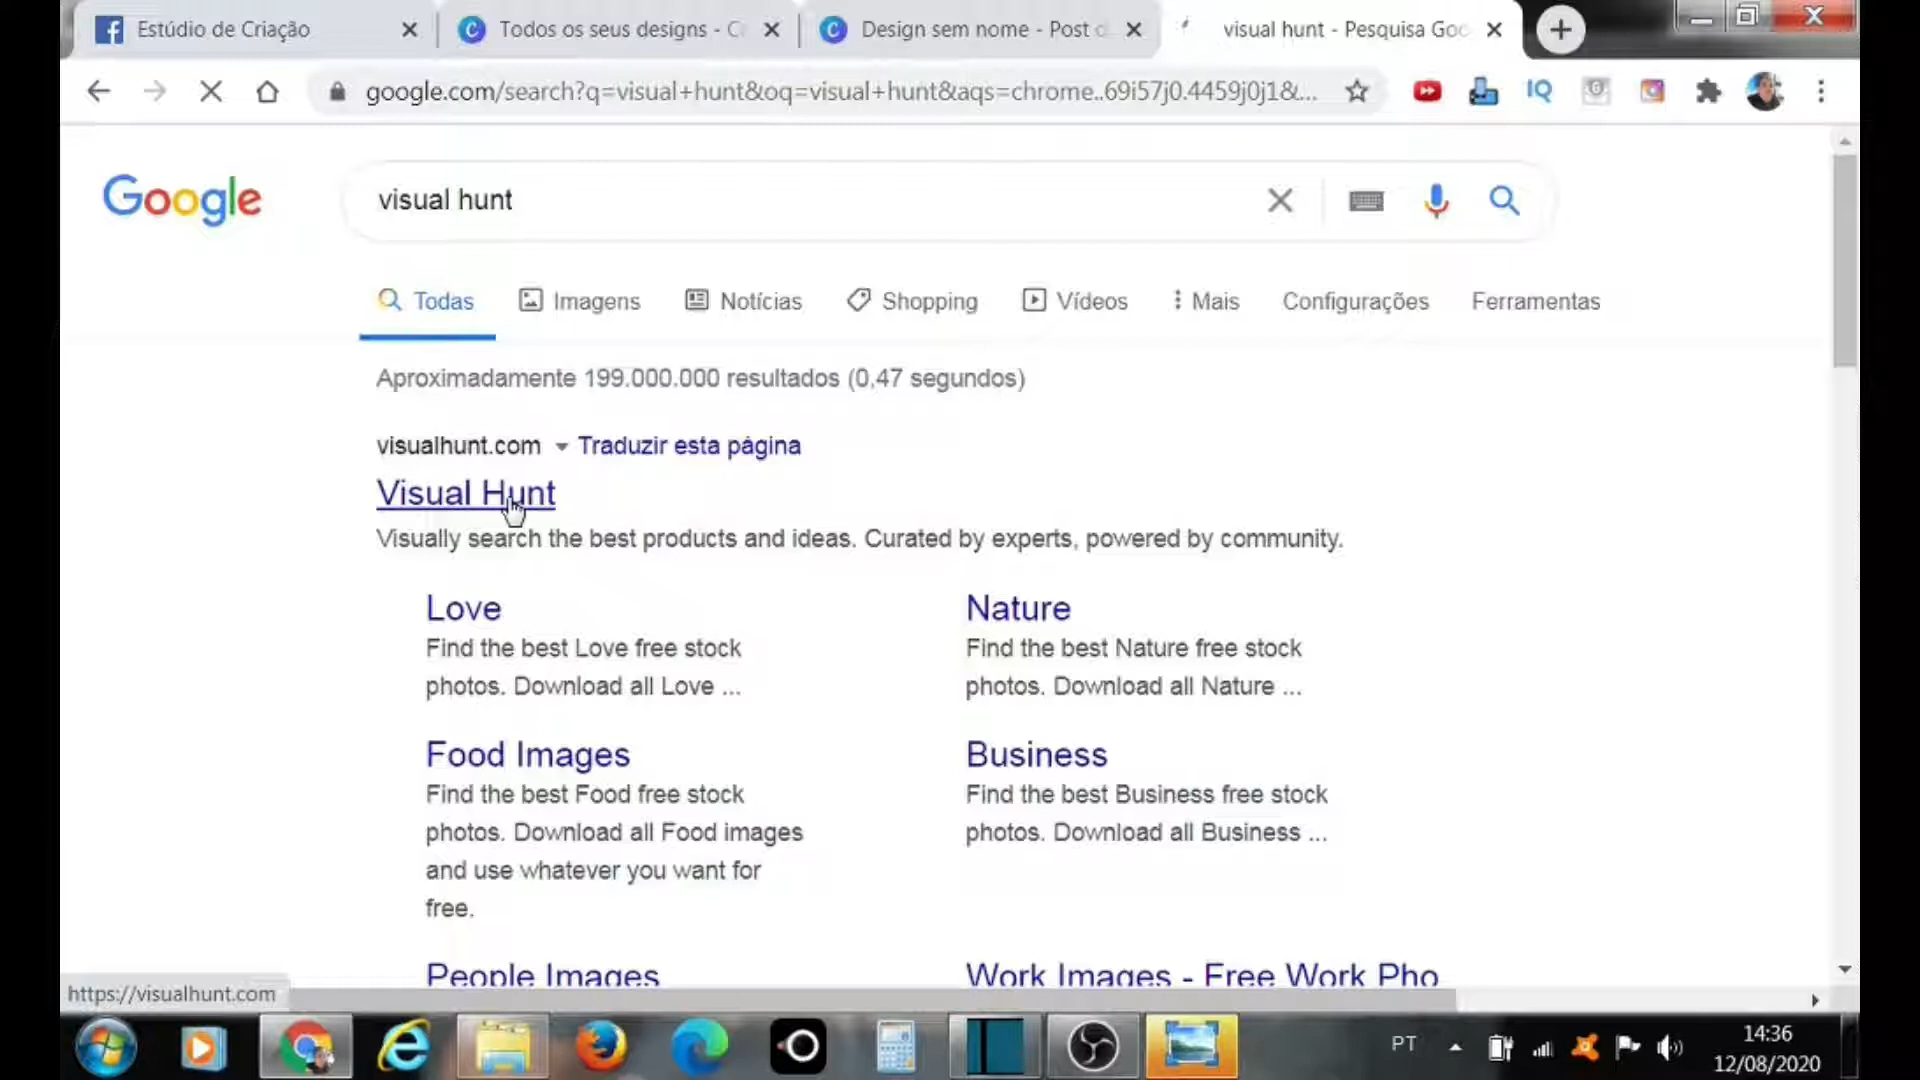 Estúdio de Criação
Todos os seus designs - C
Design sem nome - Post d
visual hunt - Pesquisa Goo
google.com/search?q=visual+hunt&oq=visual+hunt&aqs=chrome..69i57j0.4459j0j1&...
IQ
Google
visual hunt
Todas
Imagens
Notícias
Shopping
Vídeos
Mais
Configurações
Ferramentas
Aproximadamente 199.000.000 resultados (0,47 segundos)
visualhunt.com
Traduzir esta página
Visual Hunt
Visually search the best products and ideas. Curated by experts, powered by community.
Love
Find the best Love free stock
photos. Download all Love ...
Nature
Find the best Nature free stock
photos. Download all Nature ...
Food Images
Find the best Food free stock
photos. Download all Food images
and use whatever you want for
free.
Business
Find the best Business free stock
photos. Download all Business ...
People Images
Work Images - Free Work Pho
https://visualhunt.com
PT
14:36
12/08/2020